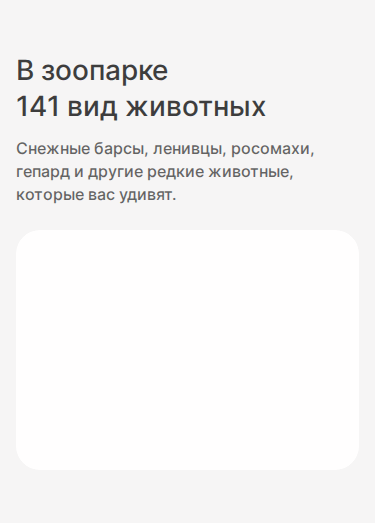 В зоопарке
141 вид животных
Снежные барсы, ленивцы, росомахи,
гепард и другие редкие животные,
которые вас удивят.